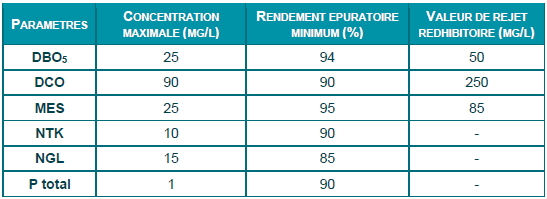 PARAMETRES CONCENTRATION MAXIMALE (MG/L) RENDEMENT EPURATOIRE MINIMUM (%) VALEUR DE REJET REDHIBITOIRE (MG/L)
DBO₅ 25 94 50
DCO 90 90 250
MES 25 95 85
NTK 10 90 -
NGL 15 85 -
P total 1 90 -